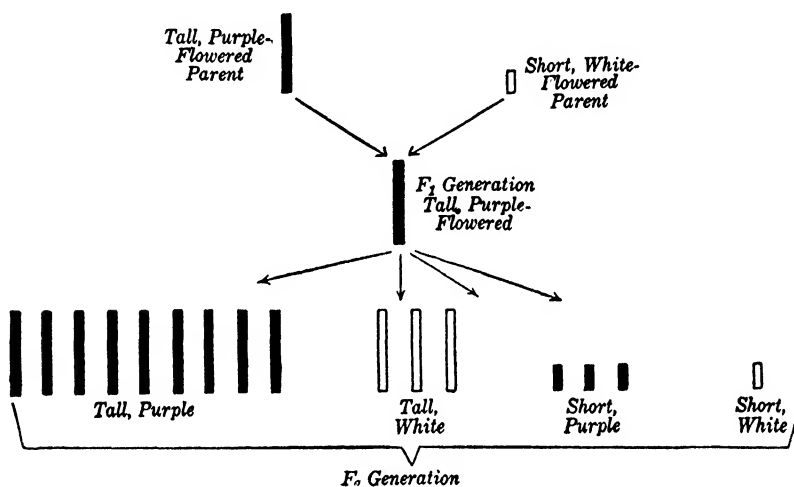 Tall, Purple-
Flowered
Parent
Short, White-
Flowered
Parent
F1 Generation
Tall, Purple-
Flowered
Tall, Purple
Tall,
White
Short,
Purple
Short,
White
F2 Generation